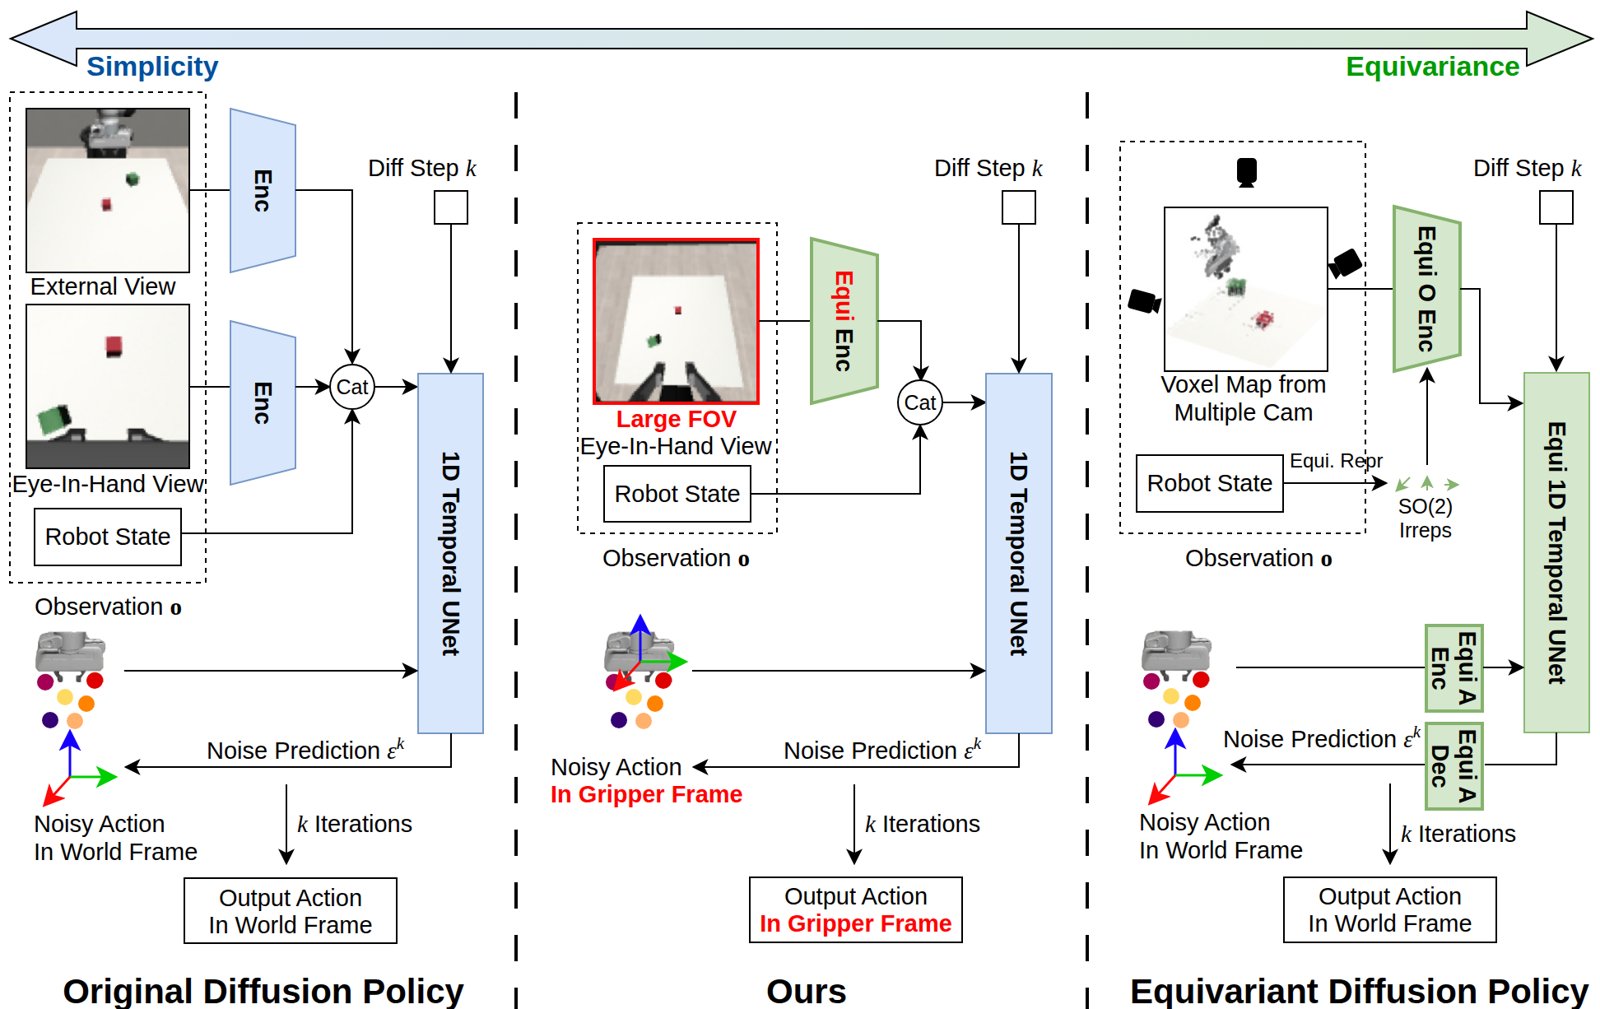 Simplicity
Equivariance
External View
Enc
Eye-In-Hand View
Enc
Robot State
Observation o
Diff Step k
Cat
1D Temporal UNet
Noise Prediction ε^k
Noisy Action
In World Frame
k Iterations
Output Action
In World Frame
Original Diffusion Policy
Diff Step k
Equi Enc
Large FOV
Eye-In-Hand View
Cat
Robot State
Observation o
1D Temporal UNet
Noise Prediction ε^k
Noisy Action
In Gripper Frame
k Iterations
Output Action
In Gripper Frame
Ours
Diff Step k
Equi O Enc
Voxel Map from
Multiple Cam
Robot State
Equi. Repr
SO(2)
Irreps
Observation o
Equi 1D Temporal UNet
Equi A
Enc
Noise Prediction ε^k
Equi A
Dec
Noisy Action
In World Frame
k Iterations
Output Action
In World Frame
Equivariant Diffusion Policy